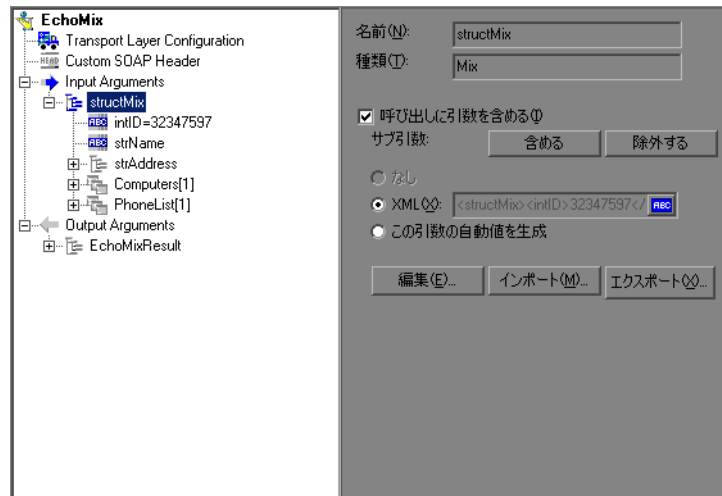 EchoMix
Transport Layer Configuration
HEAD Custom SOAP Header
Input Arguments
structMix
ABC intID=32347597
ABC strName
strAddress
Computers[1]
PhoneList[1]
Output Arguments
EchoMixResult
名前(N): structMix
種類(T): Mix
呼び出しに引数を含める(I)
サブ引数: 含める 除外する
なし
XML(X): <structMix><intID>32347597</ ABC
この引数の自動値を生成
編集(E)... インポート(M)... エクスポート(X)...